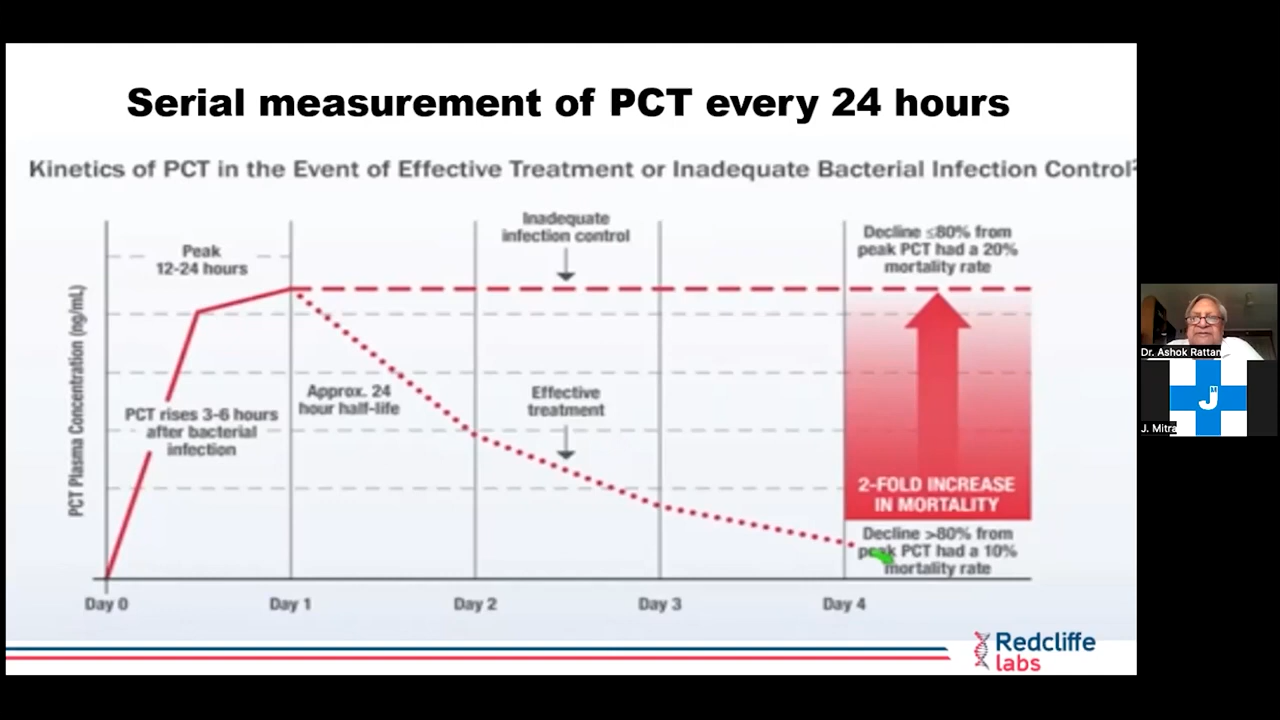 Serial measurement of PCT every 24 hours
Kinetics of PCT in the Event of Effective Treatment or Inadequate Bacterial Infection Control²
PCT Plasma Concentration (ng/mL)
Peak
12-24 hours
PCT rises 3-6 hours
after bacterial
infection
Approx. 24
hour half-life
Inadequate
infection control
Effective
treatment
Decline ≤80% from
peak PCT had a 20%
mortality rate
2-FOLD INCREASE
IN MORTALITY
Decline >80% from
peak PCT had a 10%
mortality rate
Day 0
Day 1
Day 2
Day 3
Day 4
Redcliffe
labs
Dr. Ashok Rattan
J M
J. Mitra